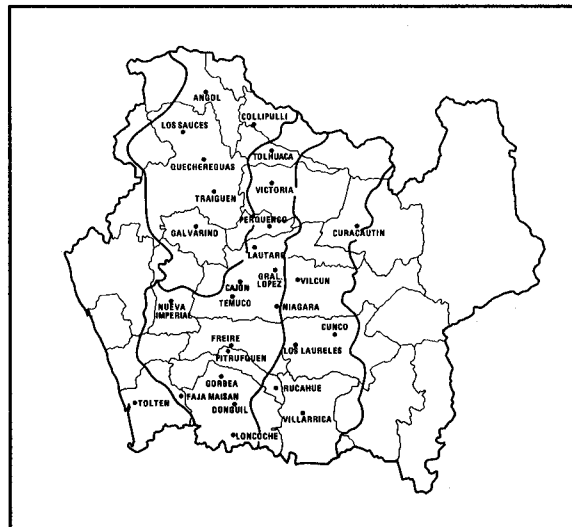 ANGOL
COLLIPULLI
LOS SAUCES
TOLHUACA
QUECHEREGUAS
VICTORIA
TRAIGUEN
PERQUENCO
GALVARINO
CURACAUTIN
LAUTARO
GRAL
LOPEZ
VILCUN
CAJON
TEMUCO
NUEVA
IMPERIAL
NIAGARA
CUNCO
FREIRE
LOS LAURELES
PITRUFQUEN
GORBEA
RUCAHUE
FAJA MAISAN
TOLTEN
DONGUIL
VILLARRICA
LONCOCHE